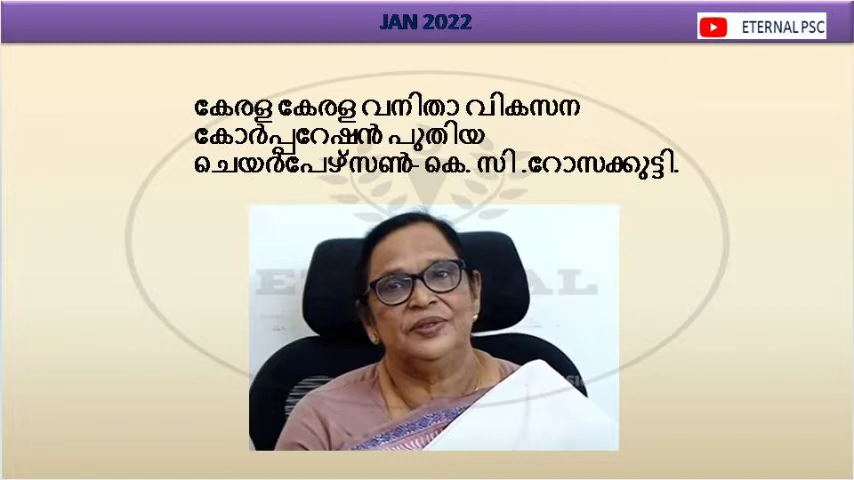 JAN 2022
ETERNAL PSC
കേരള കേരള വനിതാ വികസന
കോർപ്പറേഷൻ പുതിയ
ചെയർപേഴ്സൺ- കെ. സി .റോസക്കുട്ടി.